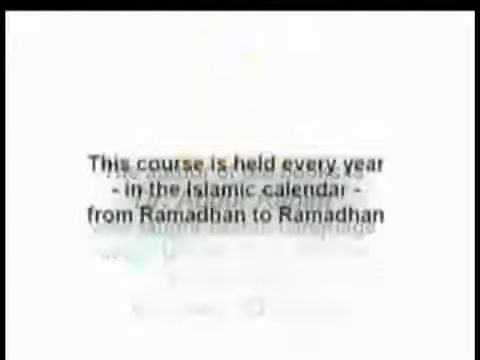 This course is held every year
- in the Islamic calendar -
from Ramadhan to Ramadhan